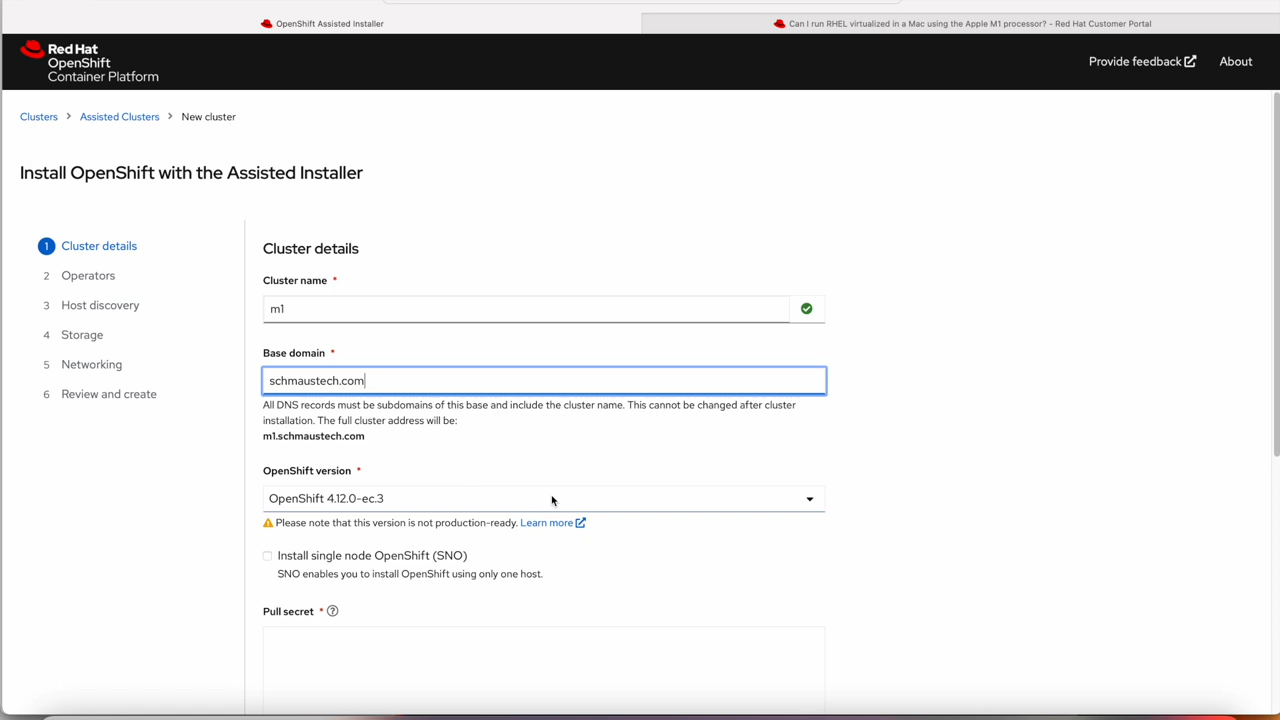 OpenShift Assisted Installer
Can I run RHEL virtualized in a Mac using the Apple M1 processor? - Red Hat Customer Portal
Red Hat
OpenShift
Container Platform
Provide feedback
About
Clusters > Assisted Clusters > New cluster
Install OpenShift with the Assisted Installer
1 Cluster details
2 Operators
3 Host discovery
4 Storage
5 Networking
6 Review and create
Cluster details
Cluster name *
m1
Base domain *
schmaustech.com
All DNS records must be subdomains of this base and include the cluster name. This cannot be changed after cluster
installation. The full cluster address will be:
m1.schmaustech.com
OpenShift version *
OpenShift 4.12.0-ec.3
Please note that this version is not production-ready. Learn more
Install single node OpenShift (SNO)
SNO enables you to install OpenShift using only one host.
Pull secret * ?